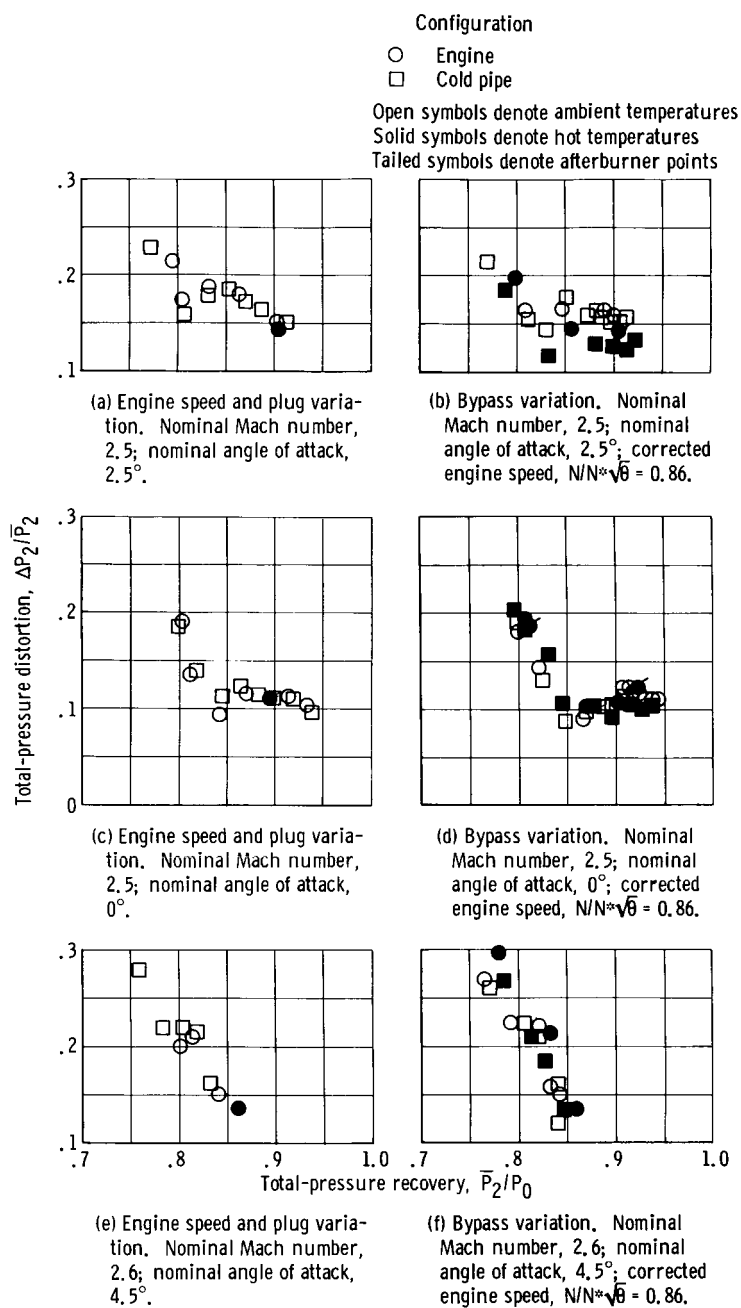 Configuration
Engine
Cold pipe
Open symbols denote ambient temperatures
Solid symbols denote hot temperatures
Tailed symbols denote afterburner points
.3
.2
.1
(a) Engine speed and plug varia-
tion. Nominal Mach number,
2.5; nominal angle of attack,
2.5°.
(b) Bypass variation. Nominal
Mach number, 2.5; nominal
angle of attack, 2.5°; corrected
engine speed, N/N*√θ = 0.86.
Total-pressure distortion, ΔP₂/P̅₂
.3
.2
.1
0
(c) Engine speed and plug varia-
tion. Nominal Mach number,
2.5; nominal angle of attack,
0°.
(d) Bypass variation. Nominal
Mach number, 2.5; nominal
angle of attack, 0°; corrected
engine speed, N/N*√θ = 0.86.
.3
.2
.1
.7 .8 .9 1.0 .7 .8 .9 1.0
Total-pressure recovery, P̅₂/P₀
(e) Engine speed and plug varia-
tion. Nominal Mach number,
2.6; nominal angle of attack,
4.5°.
(f) Bypass variation. Nominal
Mach number, 2.6; nominal
angle of attack, 4.5°; corrected
engine speed, N/N*√θ = 0.86.